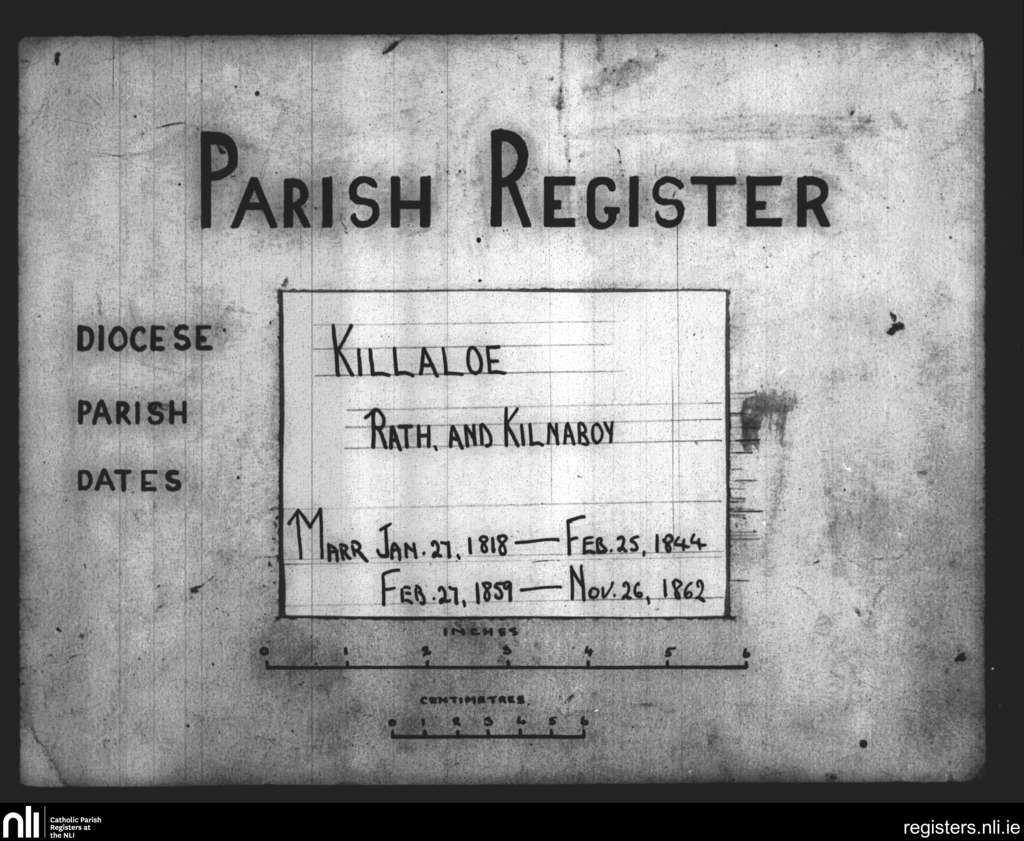 PARISH REGISTER
DIOCESE KILLALOE
PARISH RATH, AND KILNABOY
DATES
MARR JAN. 27, 1818 — FEB. 25, 1844
FEB. 27, 1859 — NOV. 26, 1862
INCHES
0 1 2 3 4 5 6
CENTIMETRES
0 1 2 3 4 5 6
nli Catholic Parish
Registers at
the NLI
registers.nli.ie